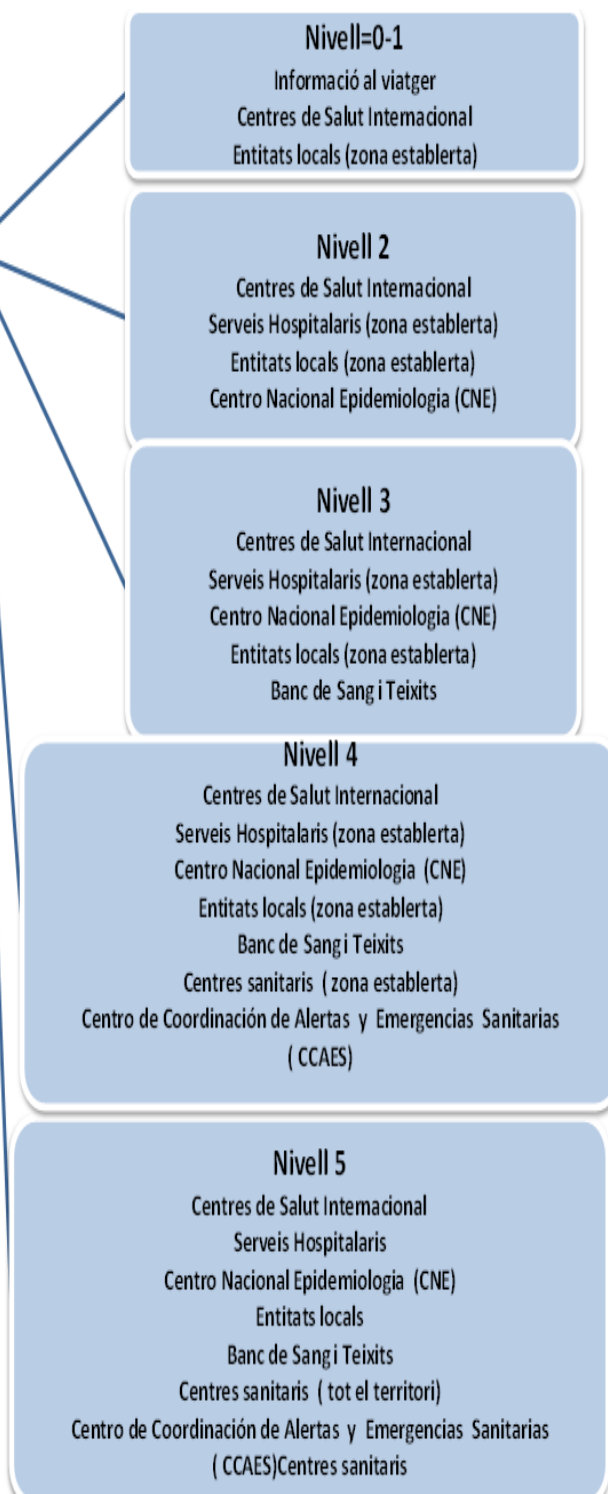 Nivell=0-1
Informació al viatger
Centres de Salut Internacional
Entitats locals (zona establerta)
Nivell 2
Centres de Salut Internacional
Serveis Hospitalaris (zona establerta)
Entitats locals (zona establerta)
Centro Nacional Epidemiologia (CNE)
Nivell 3
Centres de Salut Internacional
Serveis Hospitalaris (zona establerta)
Centro Nacional Epidemiologia (CNE)
Entitats locals (zona establerta)
Banc de Sang i Teixits
Nivell 4
Centres de Salut Internacional
Serveis Hospitalaris (zona establerta)
Centro Nacional Epidemiologia (CNE)
Entitats locals (zona establerta)
Banc de Sang i Teixits
Centres sanitaris ( zona establerta)
Centro de Coordinación de Alertas y Emergencias Sanitarias
( CCAES)
Nivell 5
Centres de Salut Internacional
Serveis Hospitalaris
Centro Nacional Epidemiologia (CNE)
Entitats locals
Banc de Sang i Teixits
Centres sanitaris ( tot el territori)
Centro de Coordinación de Alertas y Emergencias Sanitarias
( CCAES)Centres sanitaris